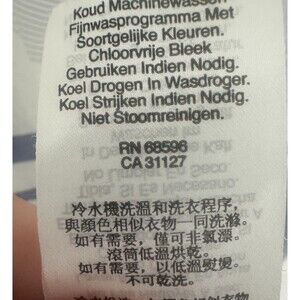 Koud Machinewassen
Fijnwasprogramma Met
Soortgelijke Kleuren.
Chloorvrije Bleek
Gebruiken Indien Nodig.
Koel Drogen In Wasdroger.
Koel Strijken Indien Nodig.
Niet Stoomreinigen.
RN 68596
CA 31127
冷水機洗溫和洗衣程序,
與顏色相似衣物一同洗滌。
如有需要,僅可非氯漂。
滾筒低溫烘乾。
如有需要,以低溫熨燙。
不可乾洗。